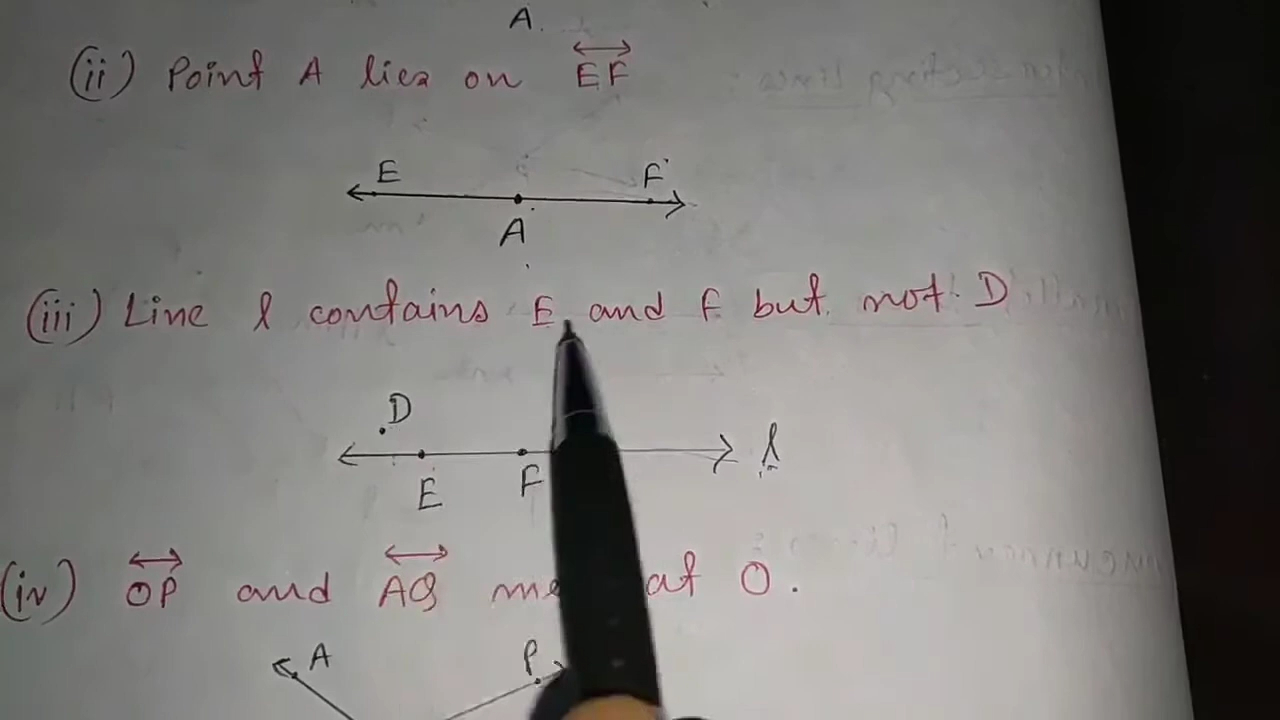 A.
(ii) Point A lies on EF
E F
A
(iii) Line l contains E and F but not D
D
l
E F
(iv) OP and AQ at O.
A P